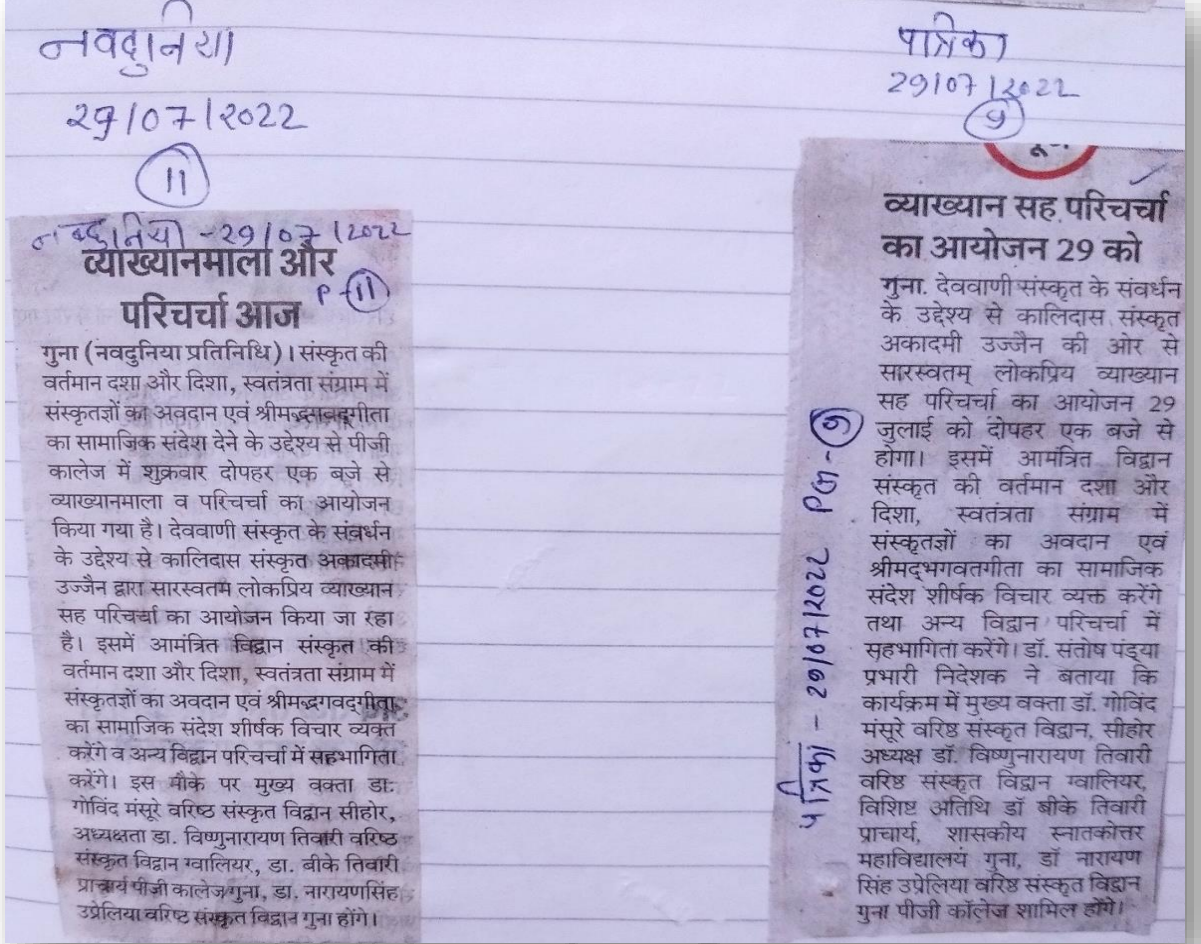 नवदुनिया
29/07/2022
11
नवदुनिया - 29/07/2022
व्याख्यानमाला और
P-11
परिचर्चा आज
गुना (नवदुनिया प्रतिनिधि)। संस्कृत की
वर्तमान दशा और दिशा, स्वतंत्रता संग्राम में
संस्कृतज्ञों का अवदान एवं श्रीमद्धगवद्गीता
का सामाजिक संदेश देने के उद्देश्य से पीजी
कालेज में शुक्रवार दोपहर एक बजे से
व्याख्यानमाला व परिचर्चा का आयोजन
किया गया है। देववाणी संस्कृत के संवर्धन
के उद्देश्य से कालिदास संस्कृत अकादमी
उज्जैन द्वारा सारस्वतम लोकप्रिय व्याख्यान
सह परिचर्चा का आयोजन किया जा रहा
है। इसमें आमंत्रित विद्वान संस्कृत की
वर्तमान दशा और दिशा, स्वतंत्रता संग्राम में
संस्कृतज्ञों का अवदान एवं श्रीमद्धगवद्गीता
का सामाजिक संदेश शीर्षक विचार व्यक्त
करेंगे व अन्य विद्वान परिचर्चा में सहभागिता
करेंगे। इस मौके पर मुख्य वक्ता डा.
गोविंद मंसूरे वरिष्ठ संस्कृत विद्वान सीहोर,
अध्यक्षता डा. विष्णुनारायण तिवारी वरिष्ठ
संस्कृत विद्वान ग्वालियर, डा. बीके तिवारी
प्राचार्य पीजी कालेज गुना, डा. नारायणसिंह
उप्रेलिया वरिष्ठ संस्कृत विद्वान गुना होंगे।
पत्रिका
29/07/2022
9
व्याख्यान सह परिचर्चा
का आयोजन 29 को
गुना. देववाणी संस्कृत के संवर्धन
के उद्देश्य से कालिदास संस्कृत
अकादमी उज्जैन की ओर से
सारस्वतम् लोकप्रिय व्याख्यान
सह परिचर्चा का आयोजन 29
जुलाई को दोपहर एक बजे से
होगा। इसमें आमंत्रित विद्वान
संस्कृत की वर्तमान दशा और
दिशा, स्वतंत्रता संग्राम में
संस्कृतज्ञों का अवदान एवं
श्रीमद्भगवतगीता का सामाजिक
संदेश शीर्षक विचार व्यक्त करेंगे
तथा अन्य विद्वान परिचर्चा में
सहभागिता करेंगे। डॉ. संतोष पंड्या
प्रभारी निदेशक ने बताया कि
कार्यक्रम में मुख्य वक्ता डॉ. गोविंद
मंसूरे वरिष्ठ संस्कृत विद्वान, सीहोर
अध्यक्ष डॉ. विष्णुनारायण तिवारी
वरिष्ठ संस्कृत विद्वान ग्वालियर,
विशिष्ट अतिथि डॉ बीके तिवारी
प्राचार्य, शासकीय स्नातकोत्तर
महाविद्यालय गुना, डॉ नारायण
सिंह उप्रेलिया वरिष्ठ संस्कृत विद्वान
गुना पीजी कॉलेज शामिल होंगे।
पत्रिका - 29/07/2022 PG-9